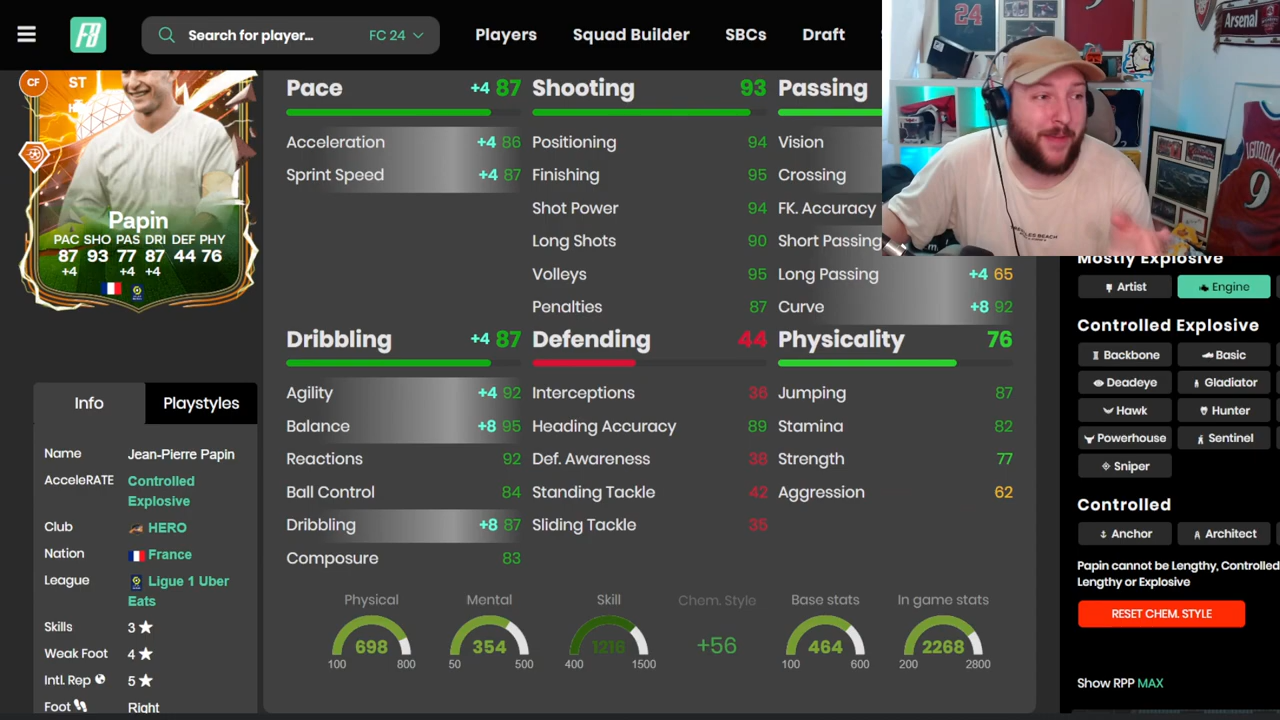 F8
Search for player...
FC 24
Players
Squad Builder
SBCs
Draft
24
Arsenal
9
CF
ST
Papin
PAC SHO PAS DRI DEF PHY
87 93 77 87 44 76
+4 +4 +4
Pace +4 87
Acceleration +4 86
Sprint Speed +4 87
Shooting 93
Positioning 94
Finishing 95
Shot Power 94
Long Shots 90
Volleys 95
Penalties 87
Passing
Vision
Crossing
FK. Accuracy
Short Passing
Long Passing +4 65
Curve +8 92
Dribbling +4 87
Agility +4 92
Balance +8 95
Reactions 92
Ball Control 84
Dribbling +8 87
Composure 83
Defending 44
Interceptions 36
Heading Accuracy 89
Def. Awareness 38
Standing Tackle 42
Sliding Tackle 35
Physicality 76
Jumping 87
Stamina 82
Strength 77
Aggression 62
Info
Playstyles
Name Jean-Pierre Papin
AcceleRATE Controlled
Explosive
Club HERO
Nation France
League Ligue 1 Uber
Eats
Skills 3
Weak Foot 4
Intl. Rep 5
Foot Right
Physical
698
100 800
Mental
354
50 500
Skill
1216
400 1500
Chem. Style
+56
Base stats
464
100 600
In game stats
2268
200 2800
Mostly Explosive
Artist
Engine
Controlled Explosive
Backbone
Basic
Deadeye
Gladiator
Hawk
Hunter
Powerhouse
Sentinel
Sniper
Controlled
Anchor
Architect
Papin cannot be Lengthy, Controlled
Lengthy or Explosive
RESET CHEM. STYLE
Show RPP MAX